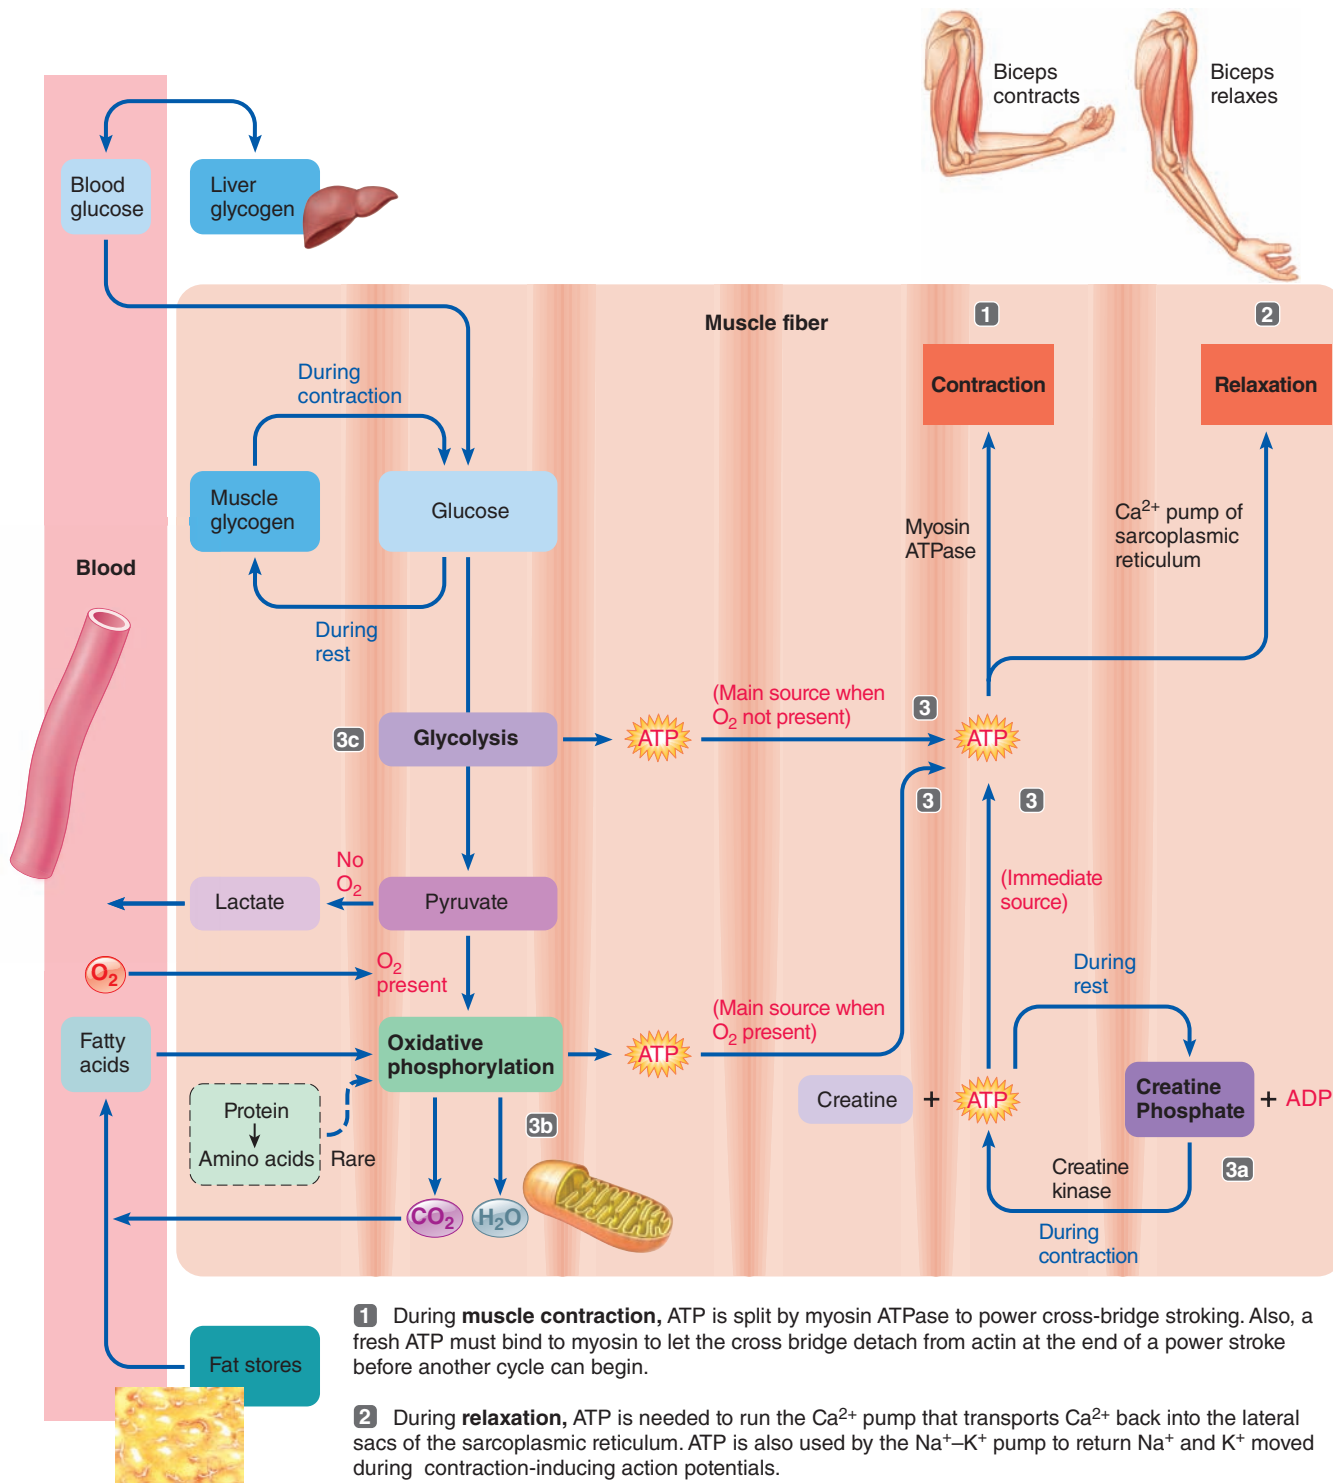 Biceps
contracts
Biceps
relaxes
Blood
glucose
Liver
glycogen
Muscle fiber
1
2
Contraction
Relaxation
During
contraction
Muscle
glycogen
Glucose
Myosin
ATPase
Ca²⁺ pump of
sarcoplasmic
reticulum
Blood
During
rest
(Main source when
O₂ not present)
3
3c
Glycolysis
ATP
ATP
3
3
No
O₂
(Immediate
source)
Lactate
Pyruvate
O₂
O₂
present
During
rest
(Main source when
O₂ present)
Fatty
acids
Oxidative
phosphorylation
ATP
Creatine
+
ATP
Creatine
Phosphate
+ ADP
Protein
Amino acids
Rare
3b
3a
Creatine
kinase
CO₂
H₂O
During
contraction
1 During muscle contraction, ATP is split by myosin ATPase to power cross-bridge stroking. Also, a
fresh ATP must bind to myosin to let the cross bridge detach from actin at the end of a power stroke
before another cycle can begin.
Fat stores
2 During relaxation, ATP is needed to run the Ca²⁺ pump that transports Ca²⁺ back into the lateral
sacs of the sarcoplasmic reticulum. ATP is also used by the Na⁺–K⁺ pump to return Na⁺ and K⁺ moved
during contraction-inducing action potentials.